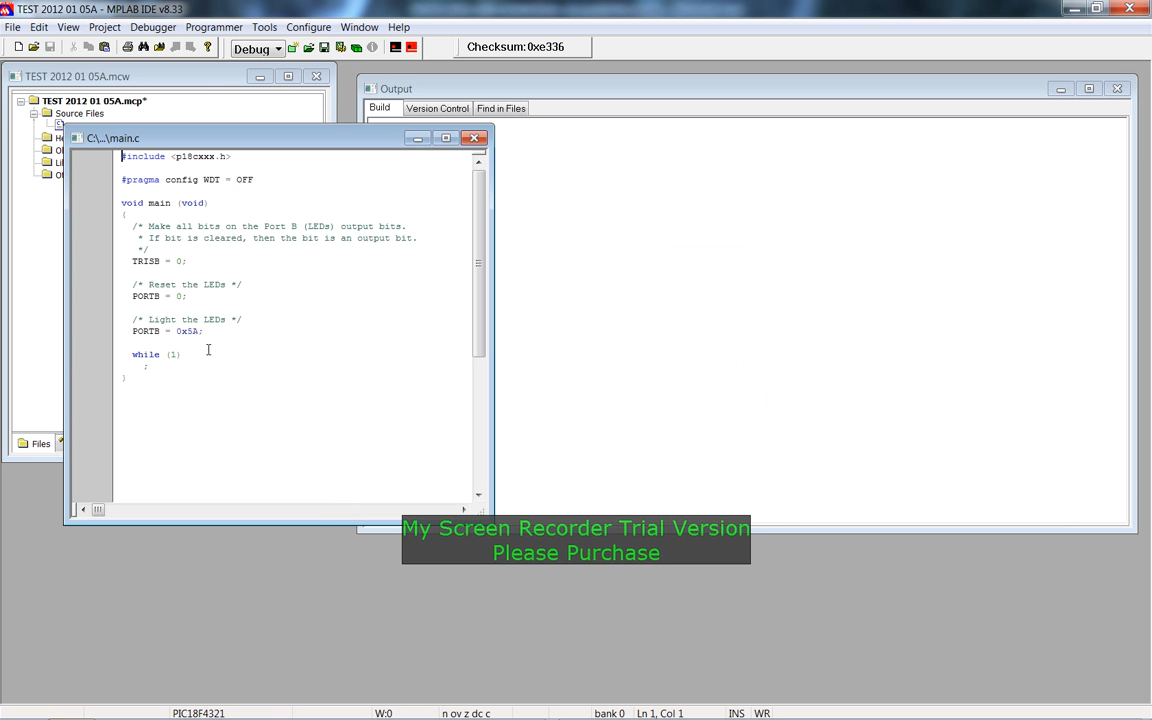 TEST 2012 01 05A - MPLAB IDE v8.33
File Edit View Project Debugger Programmer Tools Configure Window Help
Debug Checksum: 0xe336
TEST 2012 01 05A.mcw
TEST 2012 01 05A.mcp*
Source Files
Files
C:\...\main.c
#include <p18cxxx.h>
#pragma config WDT = OFF
void main (void)
{
/* Make all bits on the Port B (LEDs) output bits.
* If bit is cleared, then the bit is an output bit.
*/
TRISB = 0;
/* Reset the LEDs */
PORTB = 0;
/* Light the LEDs */
PORTB = 0x5A;
while (1)
;
}
Output
Build Version Control Find in Files
My Screen Recorder Trial Version
Please Purchase
PIC18F4321 W:0 n ov z dc c bank 0 Ln 1, Col 1 INS WR